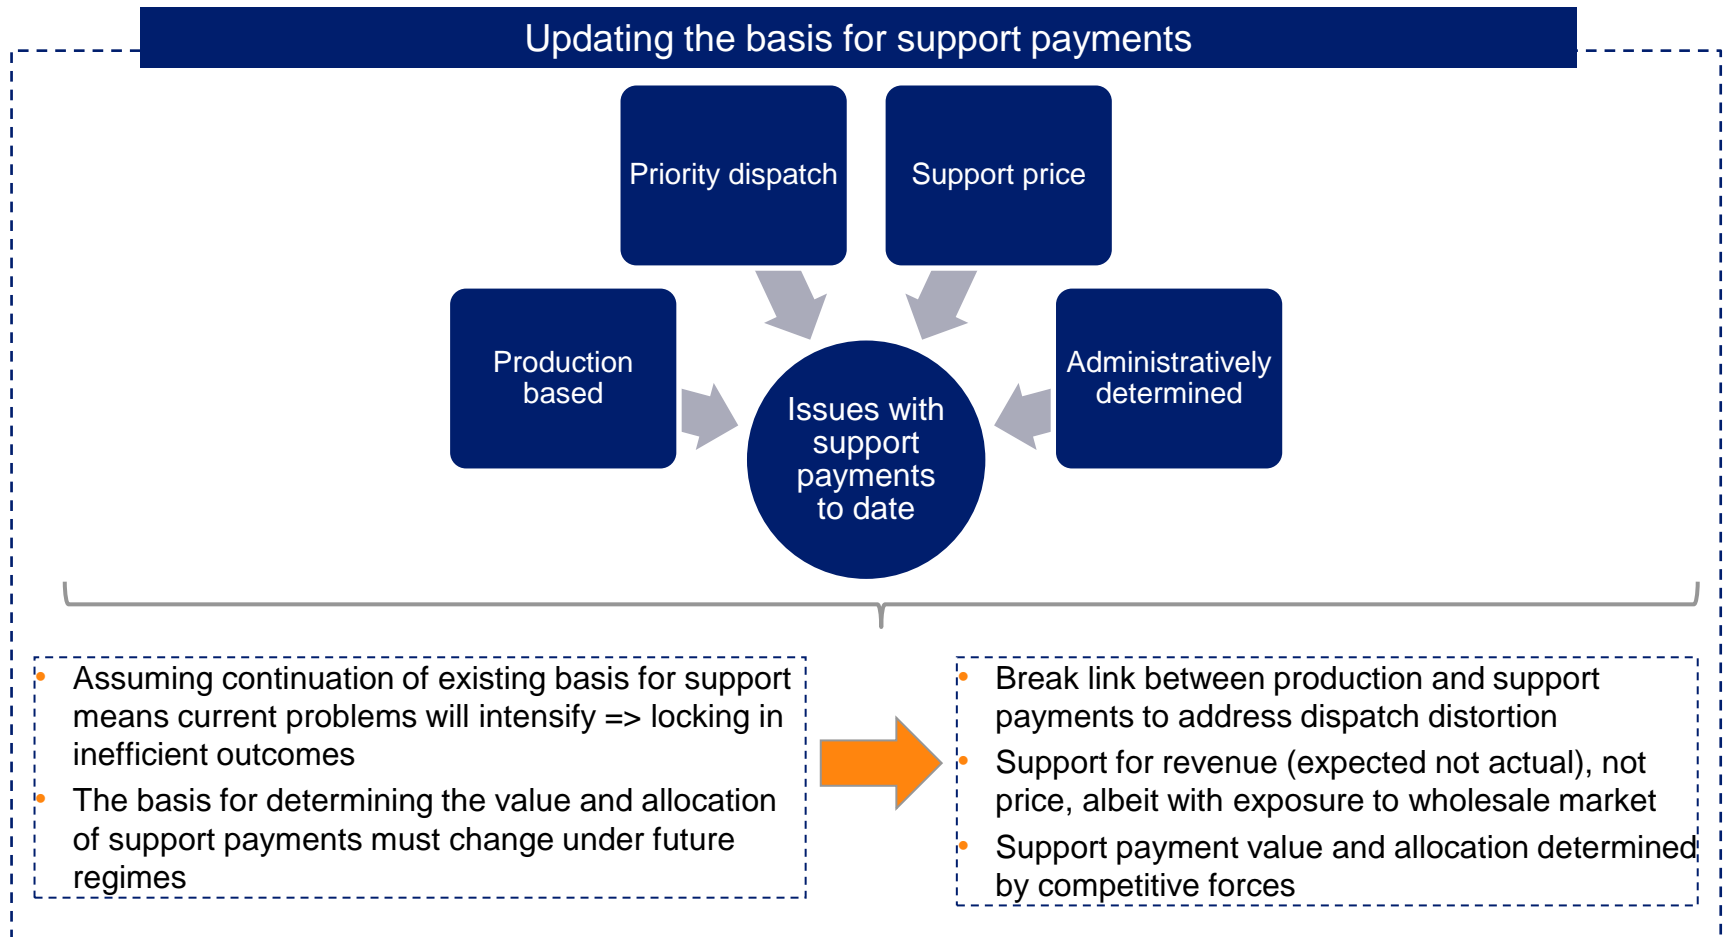 Updating the basis for support payments
Priority dispatch
Support price
Production
based
Administratively
determined
Issues with
support
payments
to date
• Assuming continuation of existing basis for support
means current problems will intensify => locking in
inefficient outcomes
• The basis for determining the value and allocation
of support payments must change under future
regimes
• Break link between production and support
payments to address dispatch distortion
• Support for revenue (expected not actual), not
price, albeit with exposure to wholesale market
• Support payment value and allocation determined
by competitive forces